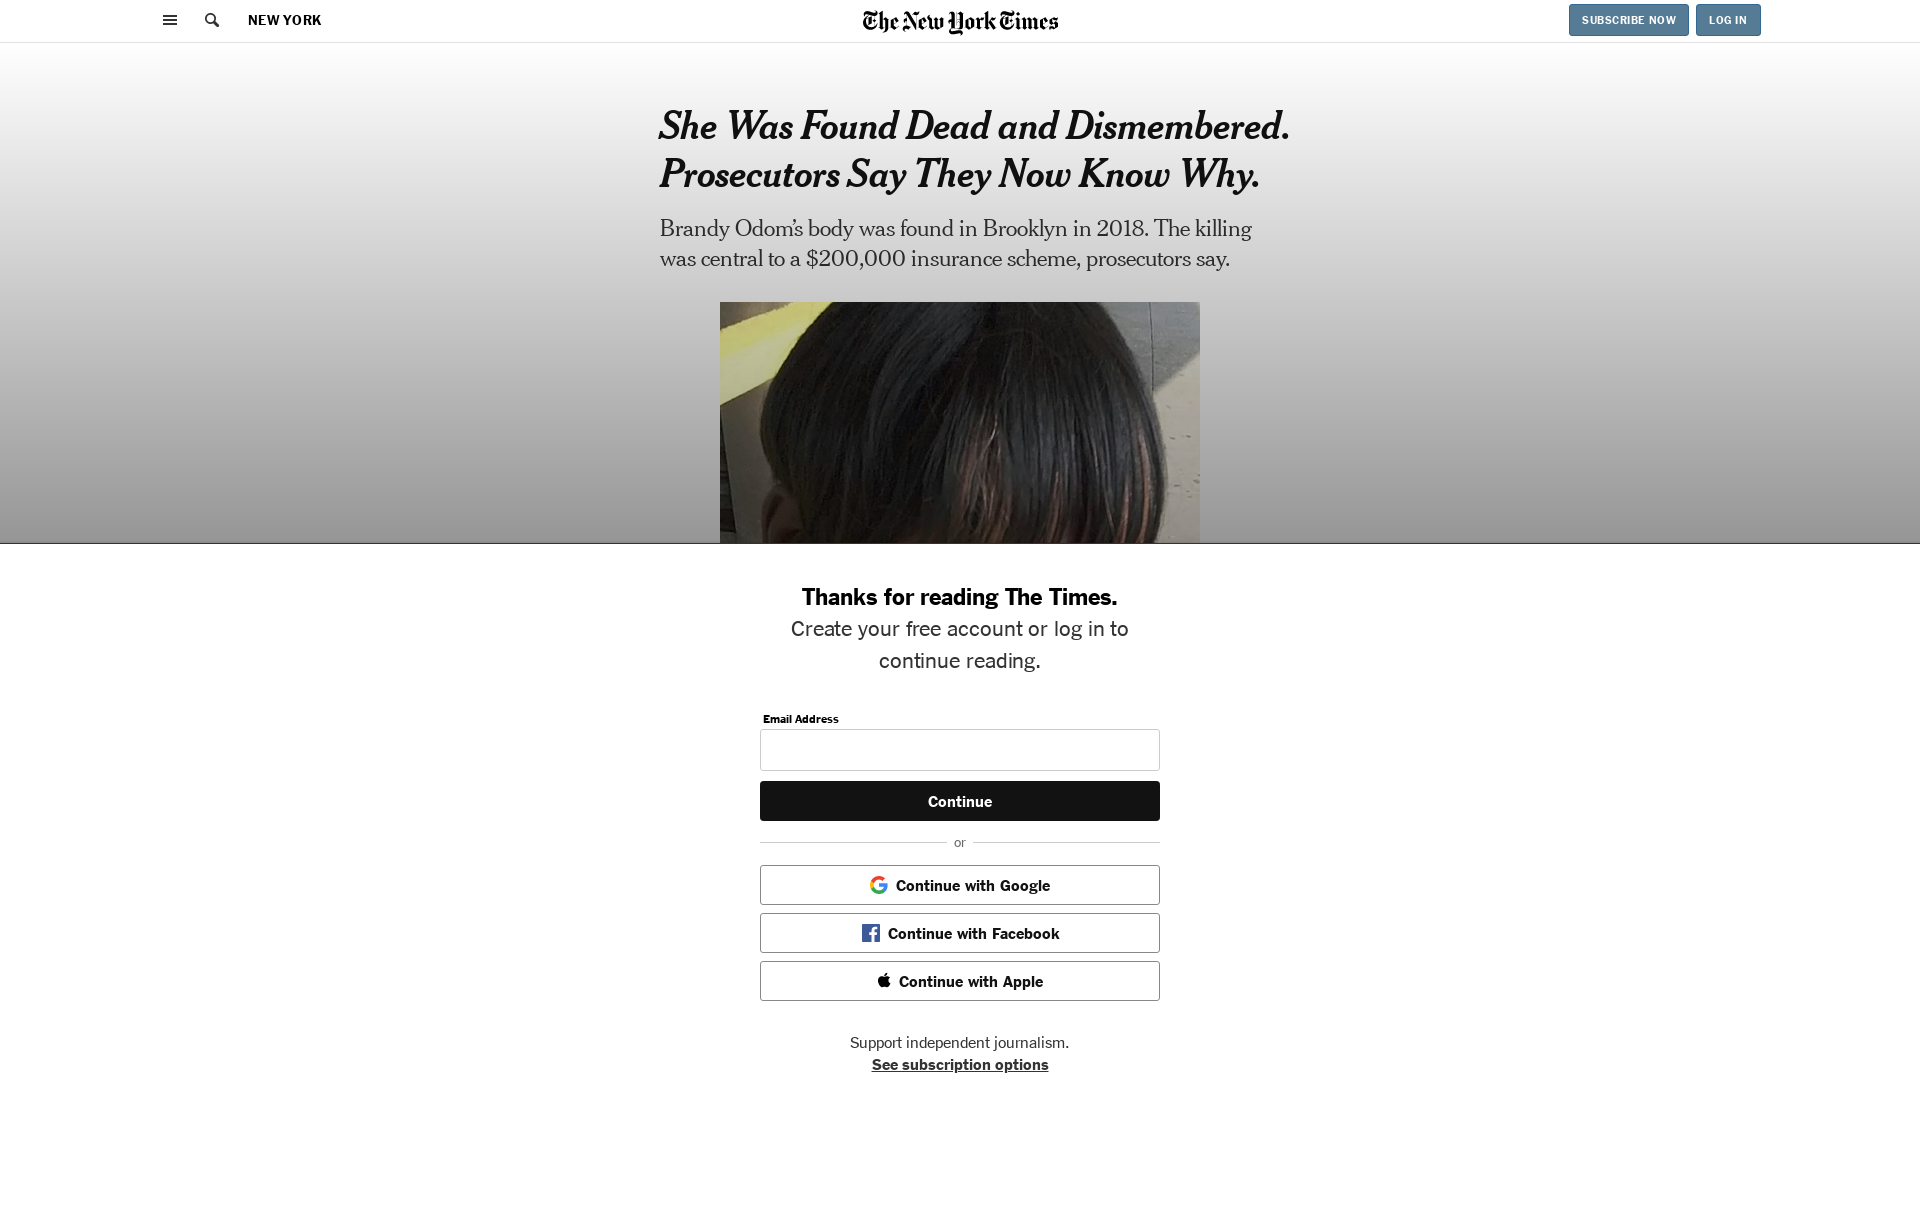 NEW YORK
The New York Times
SUBSCRIBE NOW
LOG IN
She Was Found Dead and Dismembered.
Prosecutors Say They Now Know Why.
Brandy Odom’s body was found in Brooklyn in 2018. The killing
was central to a $200,000 insurance scheme, prosecutors say.
Thanks for reading The Times.
Create your free account or log in to
continue reading.
Email Address
Continue
or
Continue with Google
Continue with Facebook
Continue with Apple
Support independent journalism.
See subscription options